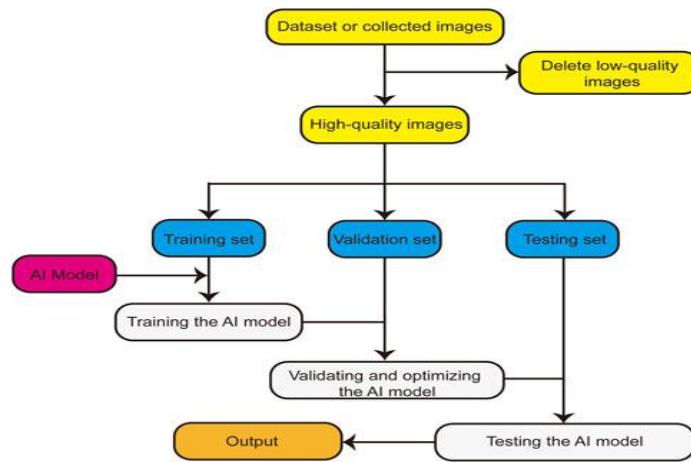 Dataset or collected images
Delete low-quality
images
High-quality images
Training set
Validation set
Testing set
AI Model
Training the AI model
Validating and optimizing
the AI model
Output
Testing the AI model